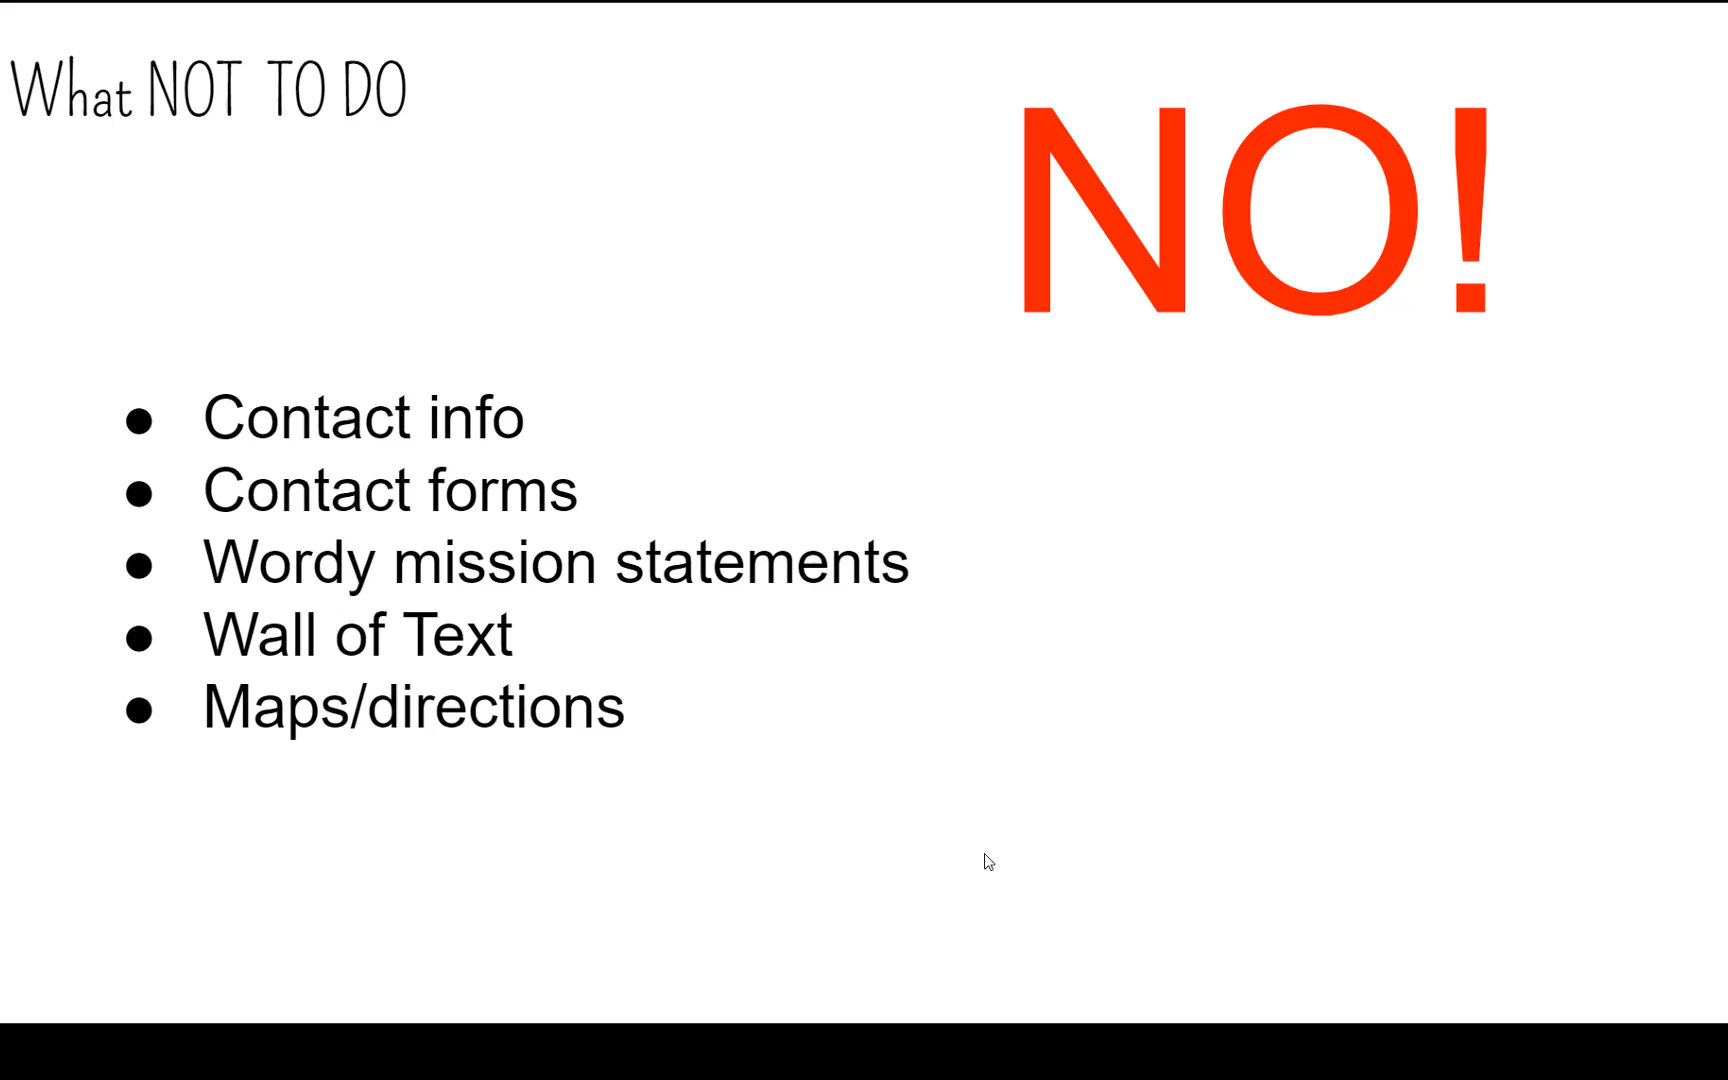 What NOT TO DO
NO!
● Contact info
● Contact forms
● Wordy mission statements
● Wall of Text
● Maps/directions